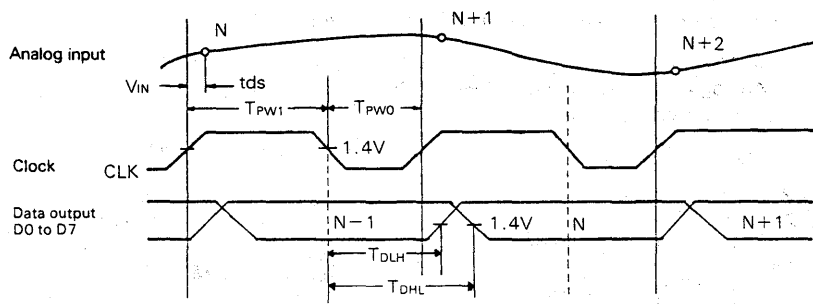 N
N+1
N+2
Analog input
VIN
tds
TPW1
TPW0
1.4V
Clock
CLK
Data output
D0 to D7
N-1
1.4V
N
N+1
TDLH
TDHL